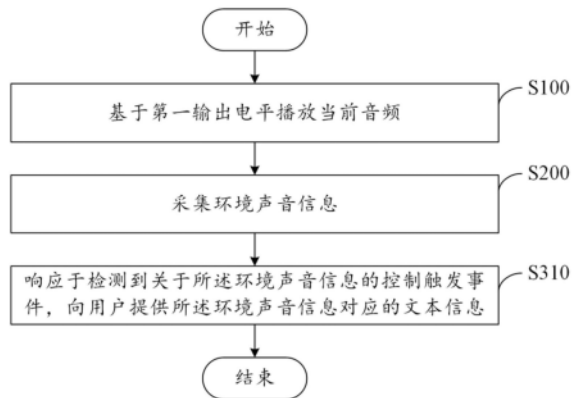 开始
基于第一输出电平播放当前音频
S100
采集环境声音信息
S200
响应于检测到关于所述环境声音信息的控制触发事
件，向用户提供所述环境声音信息对应的文本信息
S310
结束